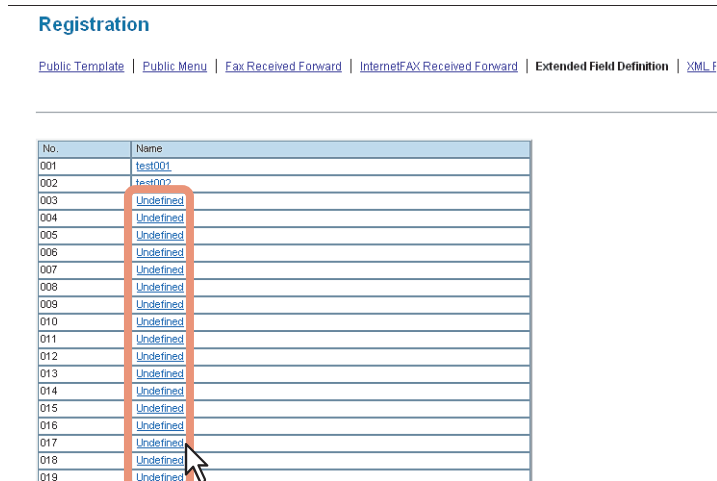 Registration
Public Template | Public Menu | Fax Received Forward | InternetFAX Received Forward | Extended Field Definition | XML
No. Name
001 test001
002 test002
003 Undefined
004 Undefined
005 Undefined
006 Undefined
007 Undefined
008 Undefined
009 Undefined
010 Undefined
011 Undefined
012 Undefined
013 Undefined
014 Undefined
015 Undefined
016 Undefined
017 Undefined
018 Undefined
019 Undefined